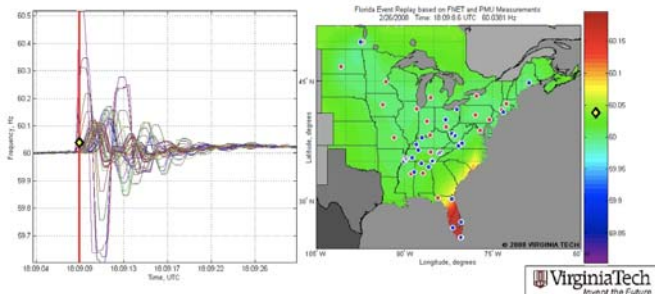 Florida Event Replay based on FNET and PMU Measurements
2/26/2008 Time: 18:09:8.6 UTC 60.0381 Hz
60.5
60.4
60.3
60.2
60.1
60
59.9
59.8
59.7
Frequency, Hz
18:09:04 18:09:09 18:09:13 18:09:17 18:09:22 18:09:26
Time, UTC
45°N
36°N
Latitude, degrees
105°W 90°W 75°W
Longitude, degrees
© 2008 VIRGINIA TECH
60.15
60.1
60.05
60
59.95
59.9
59.85
VirginiaTech
Invent the Future